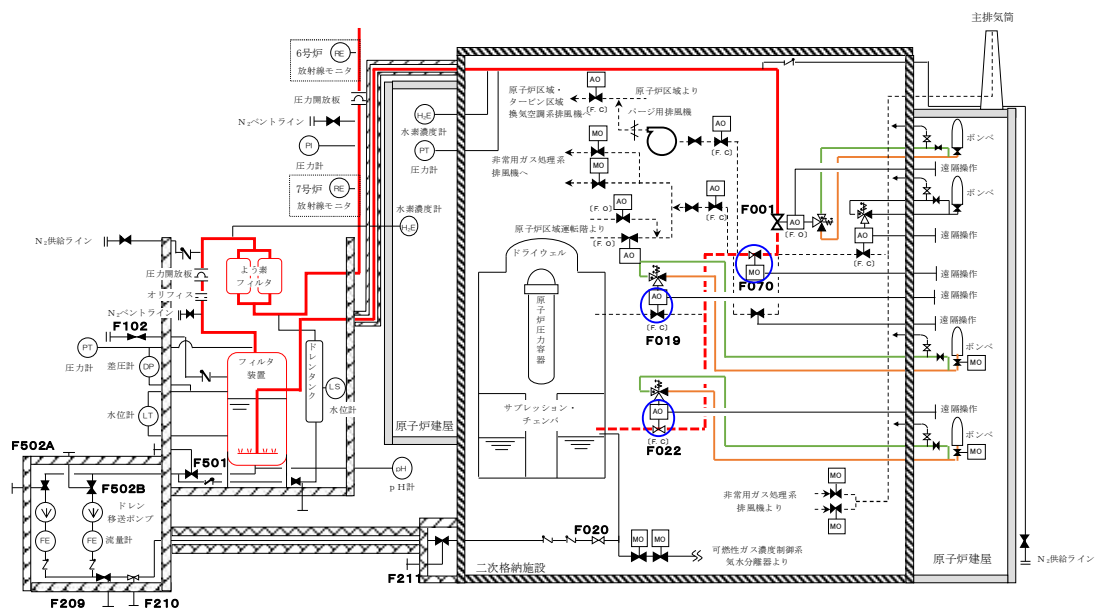 主排気筒
6号炉
放射線モニタ
RE
圧力開放板
N₂ベントライン
PI
圧力計
7号炉
放射線モニタ
RE
H₂E
水素濃度計
PT
圧力計
水素濃度計
H₂E
原子炉区域・
タービン区域
換気空調系排風機へ
AO
(F.C)
原子炉区域より
パージ用排風機
AO
(F.C)
MO
非常用ガス処理系
排風機へ
MO
AO
(F.O)
AO
(F.C)
原子炉区域運転階より
(F.O)
AO
F001
AO
(F.O)
AO
(F.C)
ボンベ
遠隔操作
ボンベ
遠隔操作
遠隔操作
遠隔操作
遠隔操作
ボンベ
MO
遠隔操作
ボンベ
MO
MO
F070
AO
(F.C)
F019
AO
(F.C)
F022
ドライウェル
原子炉圧力容器
サプレッション・
チェンバ
N₂供給ライン
圧力開放板
オリフィス
N₂ベントライン
よう素
フィルタ
F102
PT
圧力計
差圧計
DP
フィルタ
装置
ドレンタンク
LS
水位計
水位計
LT
原子炉建屋
F502A
F501
F502B
pH
pH計
ドレン
移送ポンプ
FE
FE
流量計
F209
F210
F211
F020
MO
MO
可燃性ガス濃度制御系
気水分離器より
二次格納施設
非常用ガス処理系
排風機より
MO
MO
原子炉建屋
N₂供給ライン